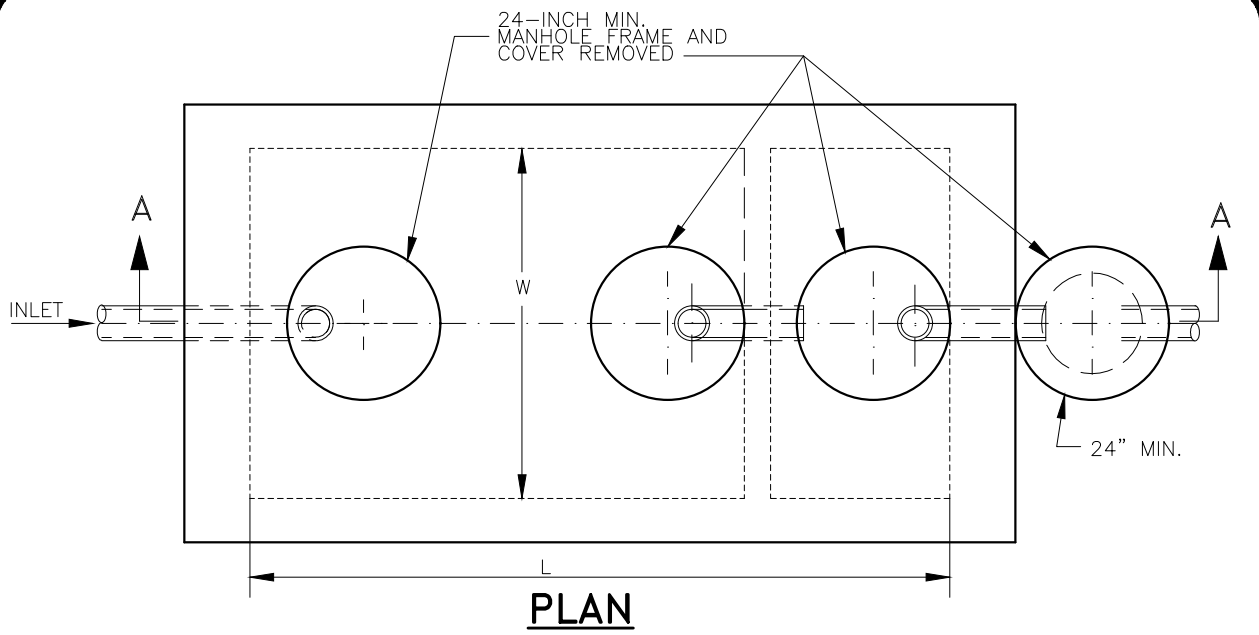 24-INCH MIN.
MANHOLE FRAME AND
COVER REMOVED
A
A
INLET
W
24" MIN.
L
PLAN